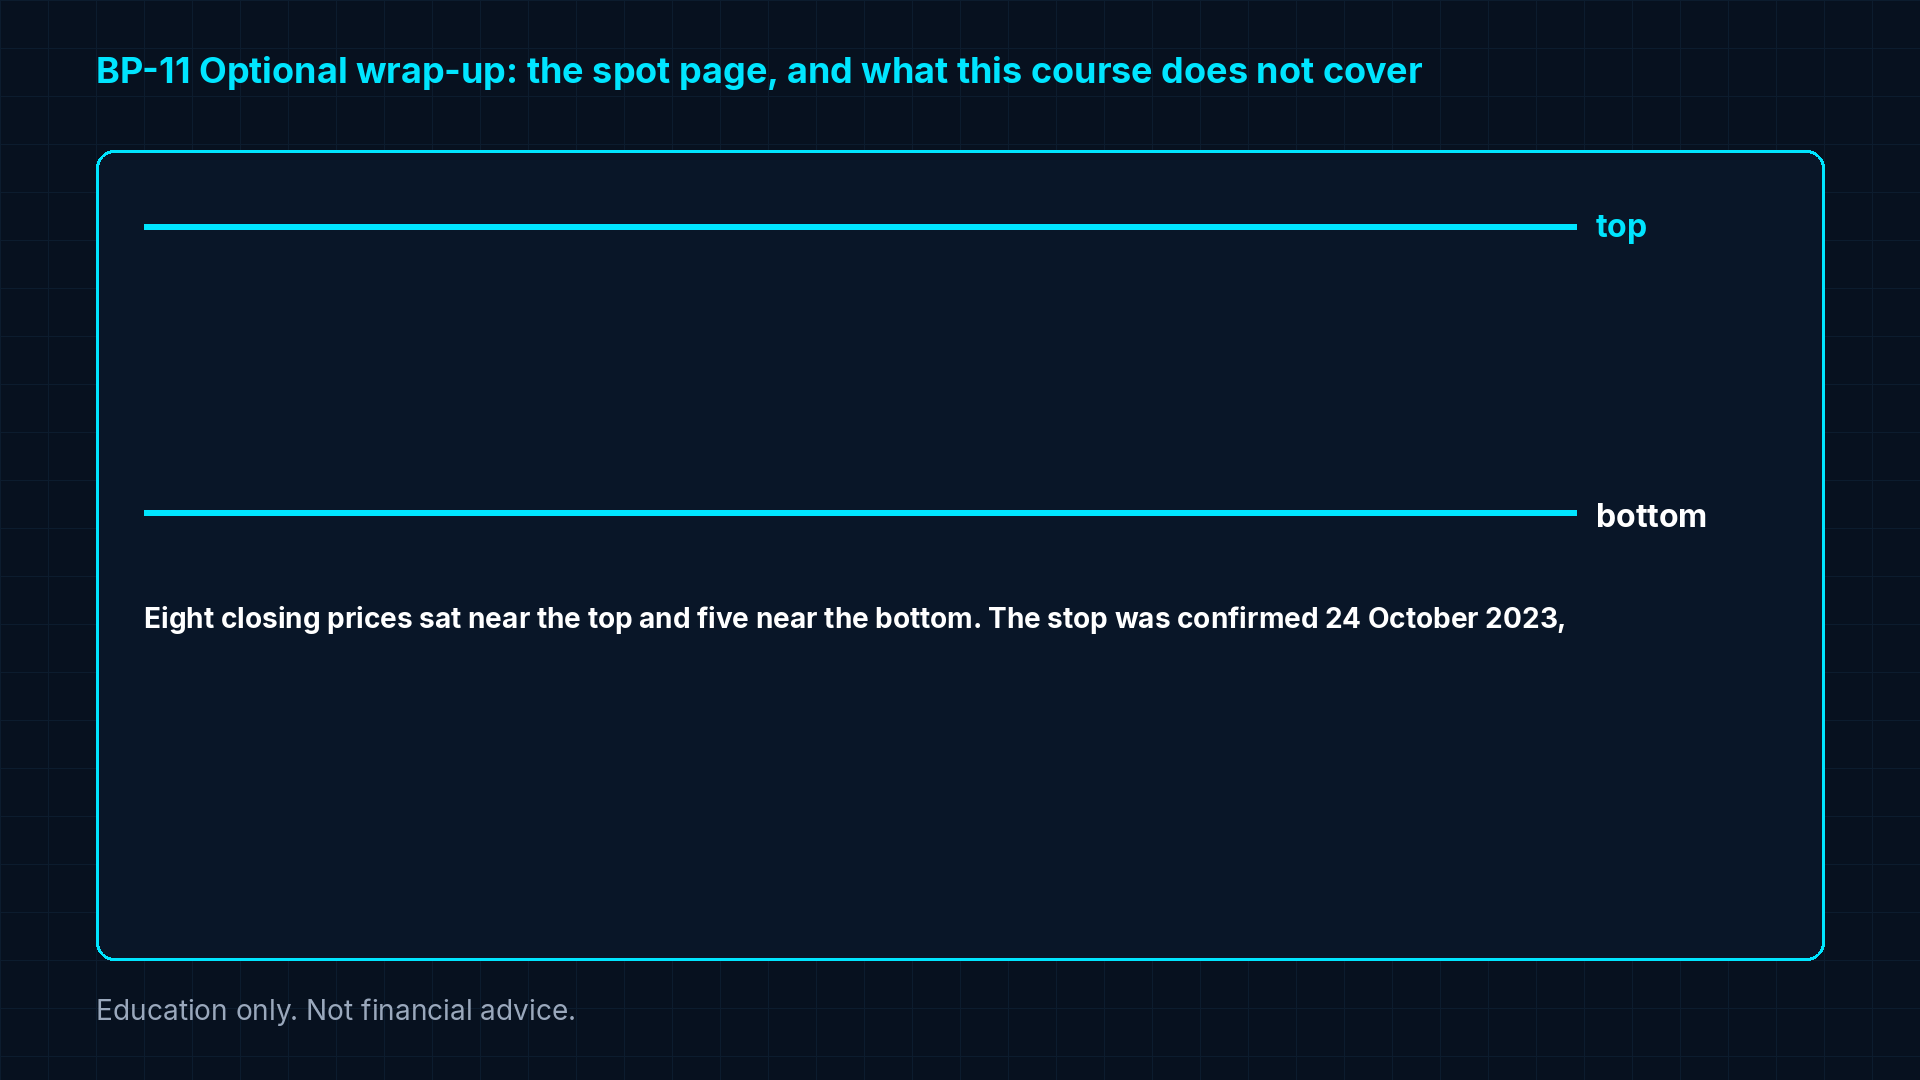 BP-11 Optional wrap-up: the spot page, and what this course does not cover
top
bottom
Eight closing prices sat near the top and five near the bottom. The stop was confirmed 24 October 2023,
Education only. Not financial advice.